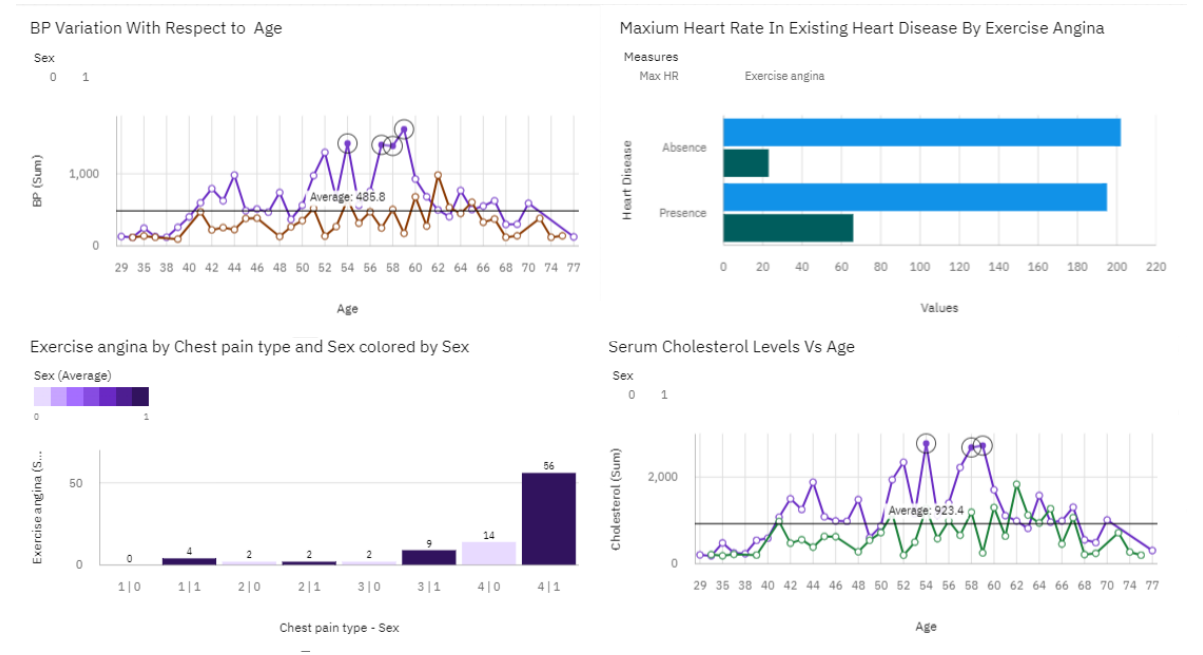 BP Variation With Respect to Age
Sex
0 1
BP (Sum)
1,000
0
Average: 485.8
29 35 38 40 42 44 46 48 50 52 54 56 58 60 62 64 66 68 70 74 77
Age
Maxium Heart Rate In Existing Heart Disease By Exercise Angina
Measures
Max HR Exercise angina
Heart Disease
Absence
Presence
0 20 40 60 80 100 120 140 160 180 200 220
Values
Exercise angina by Chest pain type and Sex colored by Sex
Sex (Average)
0 1
Exercise angina (S...
50
0
0 4 2 2 2 9 14 56
1|0 1|1 2|0 2|1 3|0 3|1 4|0 4|1
Chest pain type - Sex
Serum Cholesterol Levels Vs Age
Sex
0 1
Cholesterol (Sum)
2,000
0
Average: 923.4
29 35 38 40 42 44 46 48 50 52 54 56 58 60 62 64 66 68 70 74 77
Age